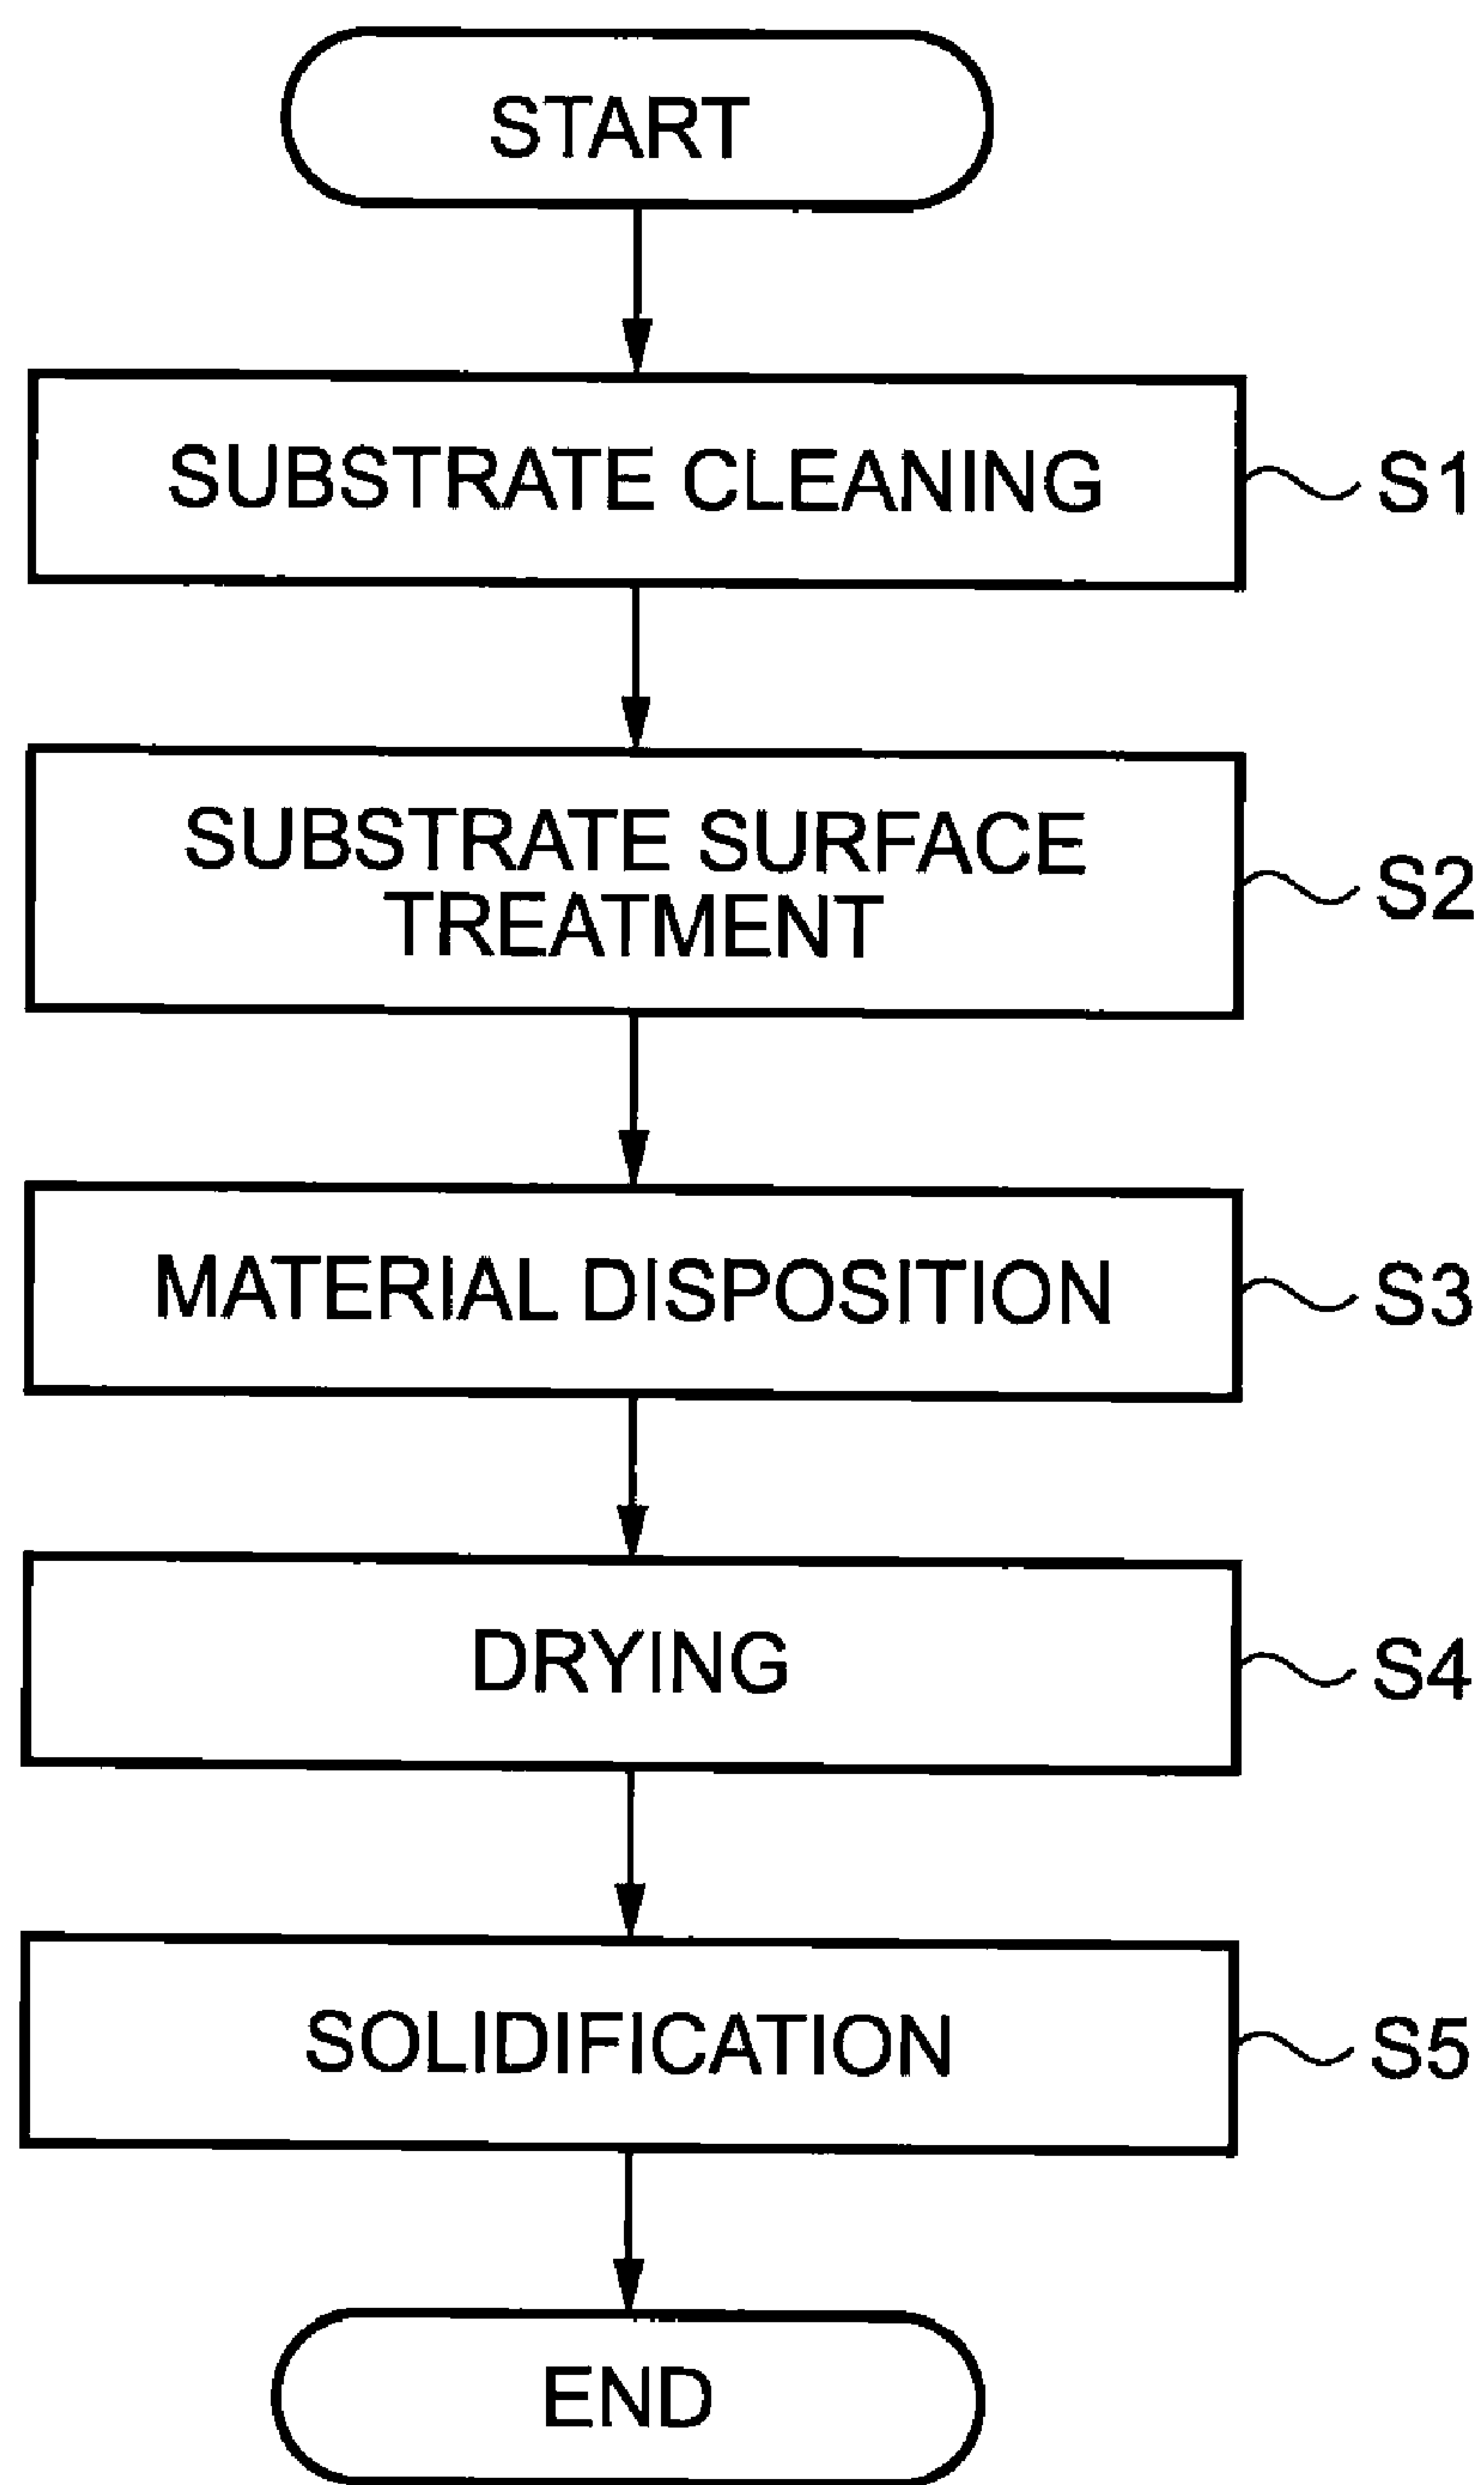 START
SUBSTRATE CLEANING
S1
SUBSTRATE SURFACE
TREATMENT
S2
MATERIAL DISPOSITION
S3
DRYING
S4
SOLIDIFICATION
S5
END